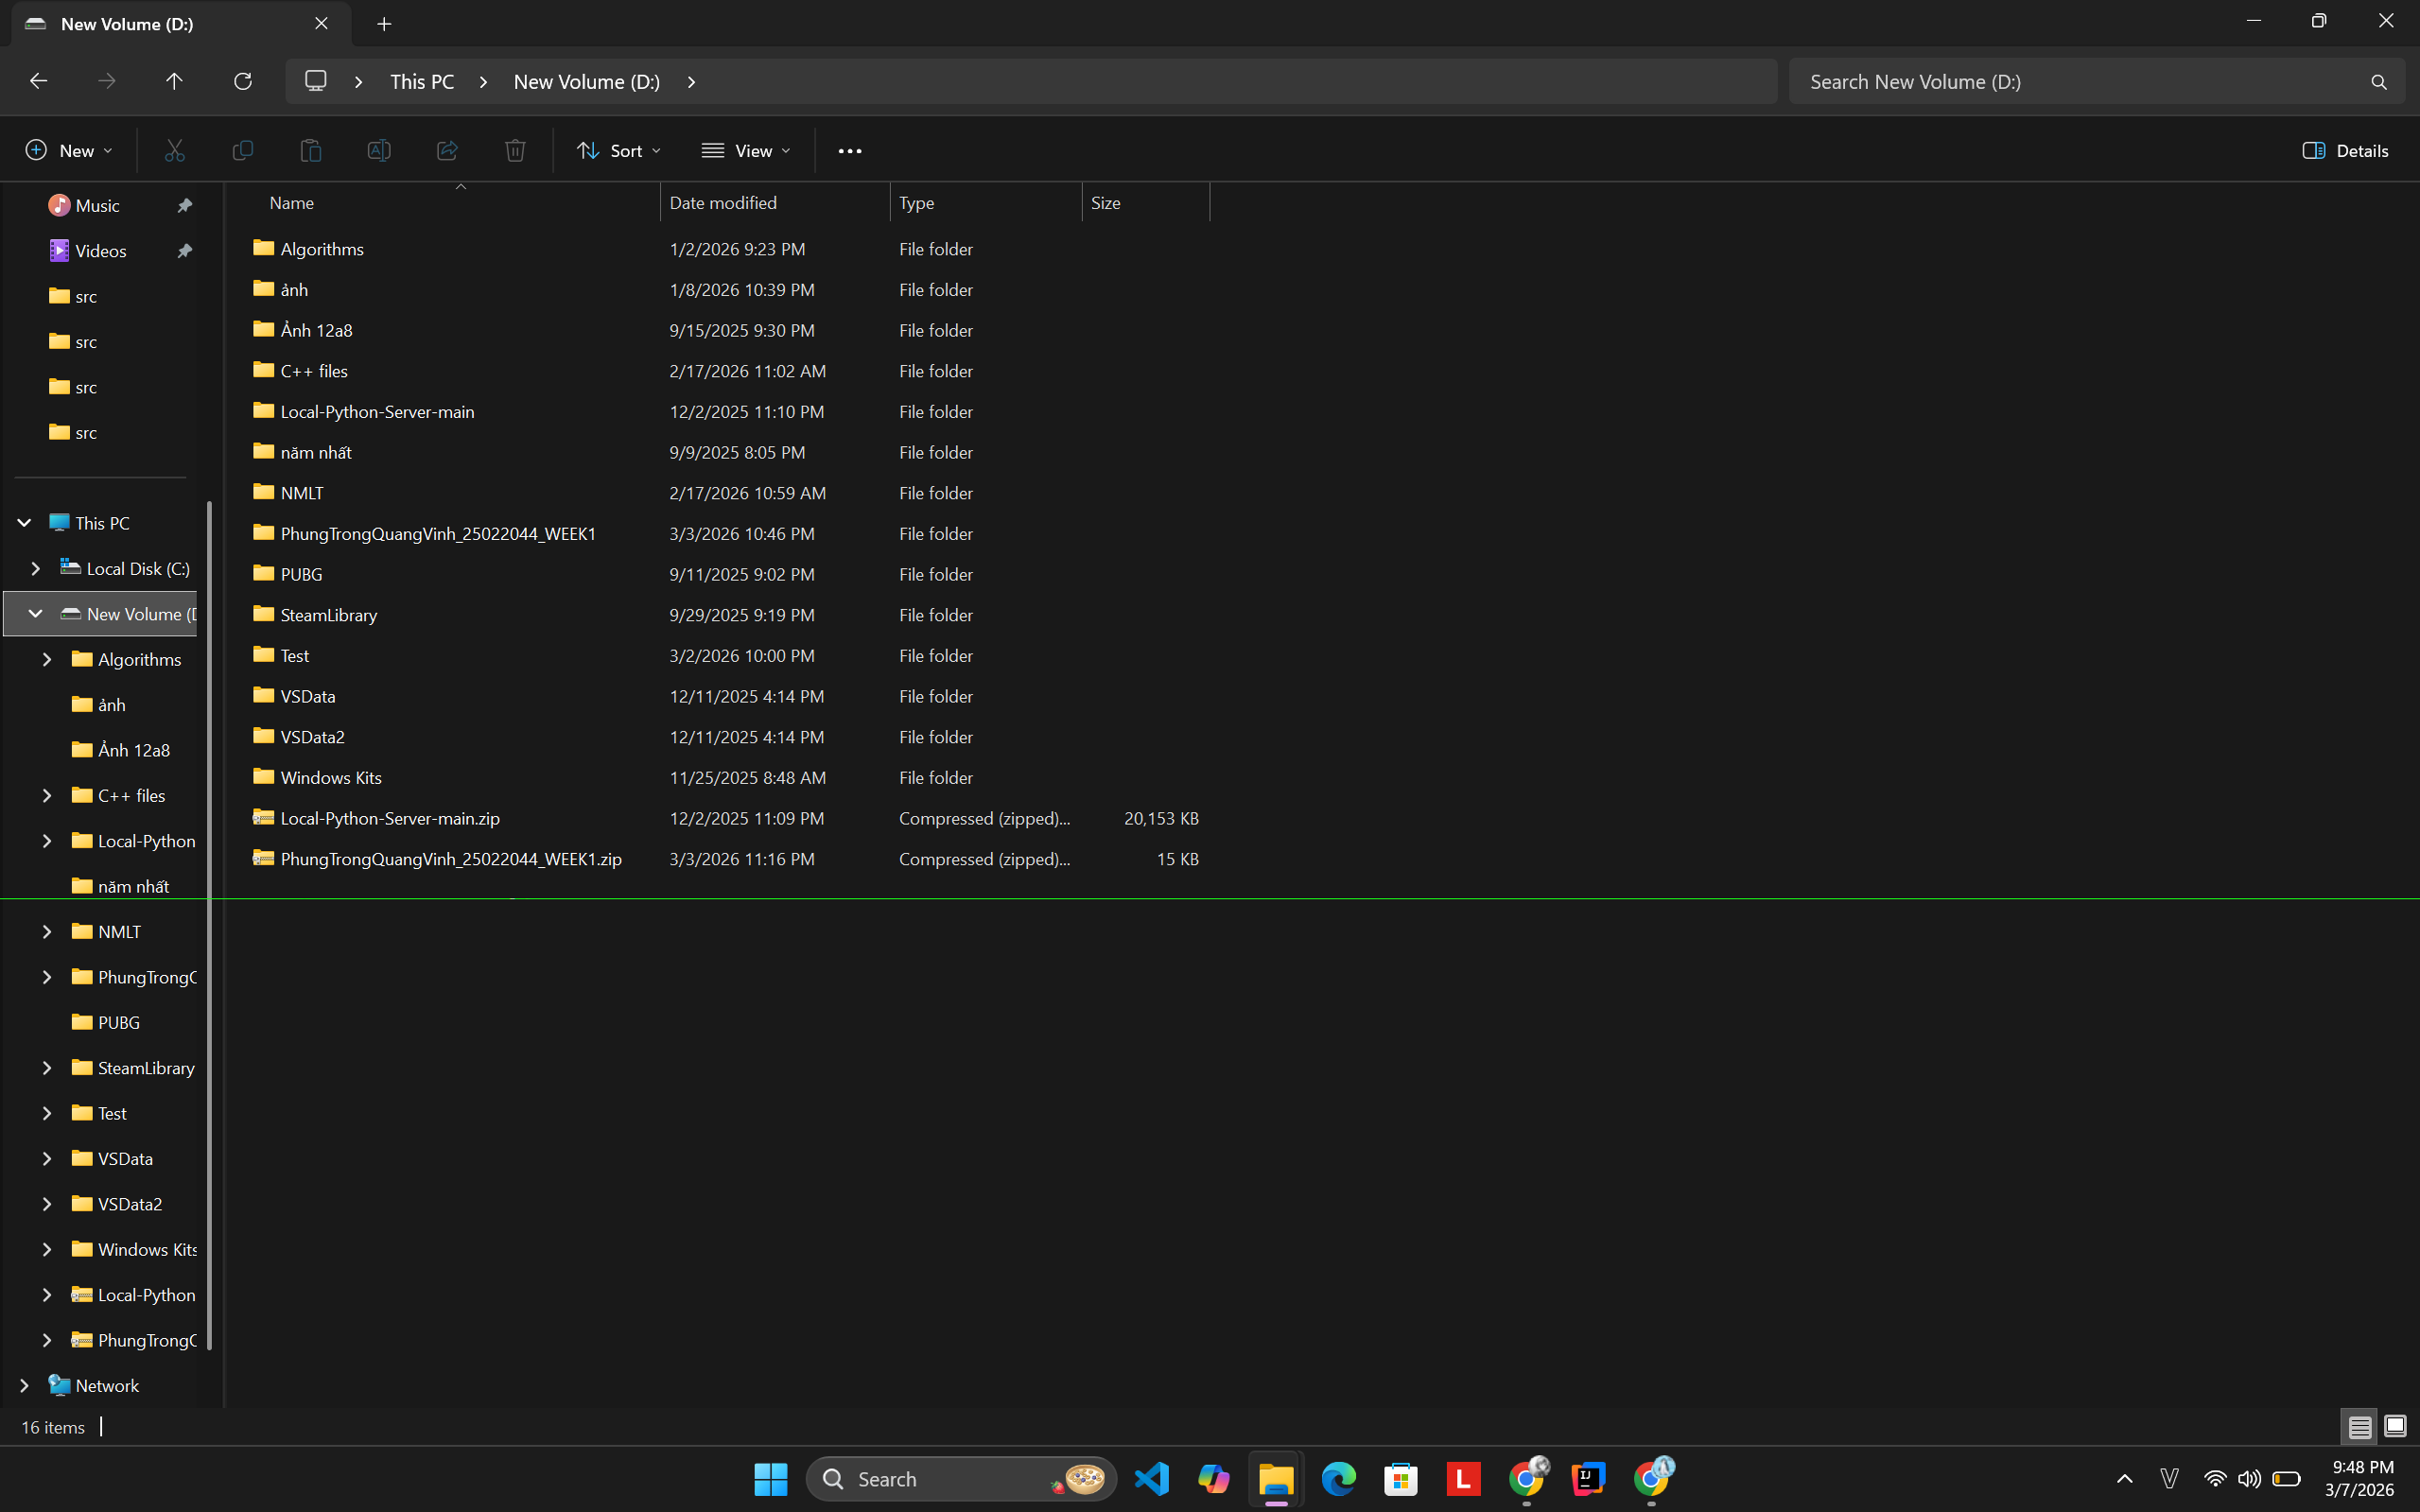 New Volume (D:)
This PC
New Volume (D:)
Search New Volume (D:)
New
Sort
View
Details
Music
Videos
src
src
src
src
This PC
Local Disk (C:)
New Volume (D
Algorithms
ảnh
Ảnh 12a8
C++ files
Local-Python
năm nhất
NMLT
PhungTrongQ
PUBG
SteamLibrary
Test
VSData
VSData2
Windows Kits
Local-Python
PhungTrongQ
Network
Name Date modified Type Size
Algorithms 1/2/2026 9:23 PM File folder
ảnh 1/8/2026 10:39 PM File folder
Ảnh 12a8 9/15/2025 9:30 PM File folder
C++ files 2/17/2026 11:02 AM File folder
Local-Python-Server-main 12/2/2025 11:10 PM File folder
năm nhất 9/9/2025 8:05 PM File folder
NMLT 2/17/2026 10:59 AM File folder
PhungTrongQuangVinh_25022044_WEEK1 3/3/2026 10:46 PM File folder
PUBG 9/11/2025 9:02 PM File folder
SteamLibrary 9/29/2025 9:19 PM File folder
Test 3/2/2026 10:00 PM File folder
VSData 12/11/2025 4:14 PM File folder
VSData2 12/11/2025 4:14 PM File folder
Windows Kits 11/25/2025 8:48 AM File folder
Local-Python-Server-main.zip 12/2/2025 11:09 PM Compressed (zipped)... 20,153 KB
PhungTrongQuangVinh_25022044_WEEK1.zip 3/3/2026 11:16 PM Compressed (zipped)... 15 KB
16 items
Search
L
IJ
V
9:48 PM
3/7/2026